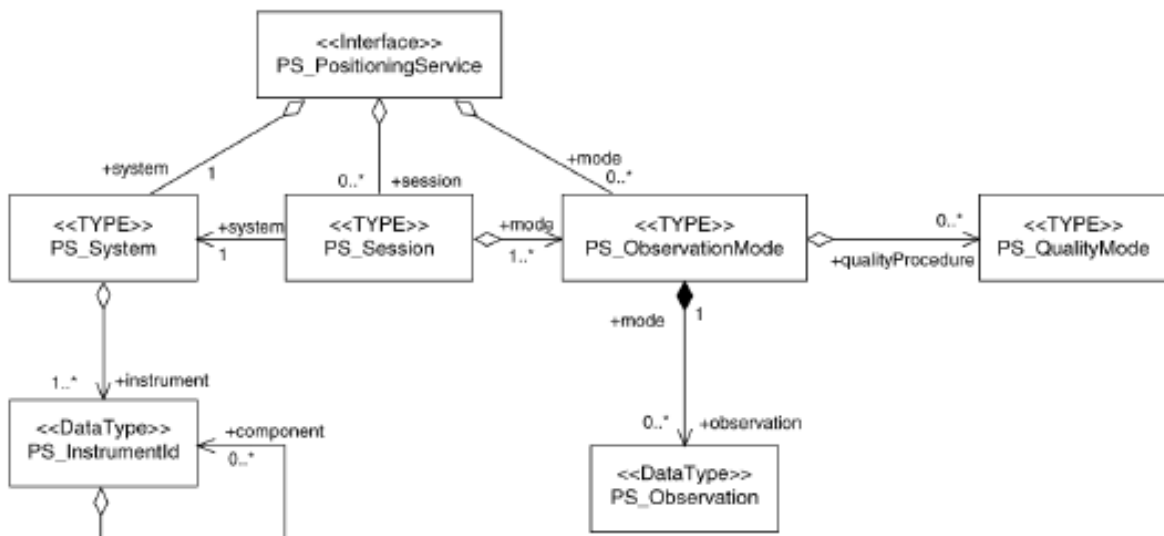 <<Interface>>
PS_PositioningService
+system
1
0..*
+session
+mode
0..*
<<TYPE>>
PS_System
+system
1
<<TYPE>>
PS_Session
+mode
1..*
<<TYPE>>
PS_ObservationMode
0..*
+qualityProcedure
<<TYPE>>
PS_QualityMode
+mode
1
1..*
+instrument
<<DataType>>
PS_InstrumentId
+component
0..*
0..*
+observation
<<DataType>>
PS_Observation